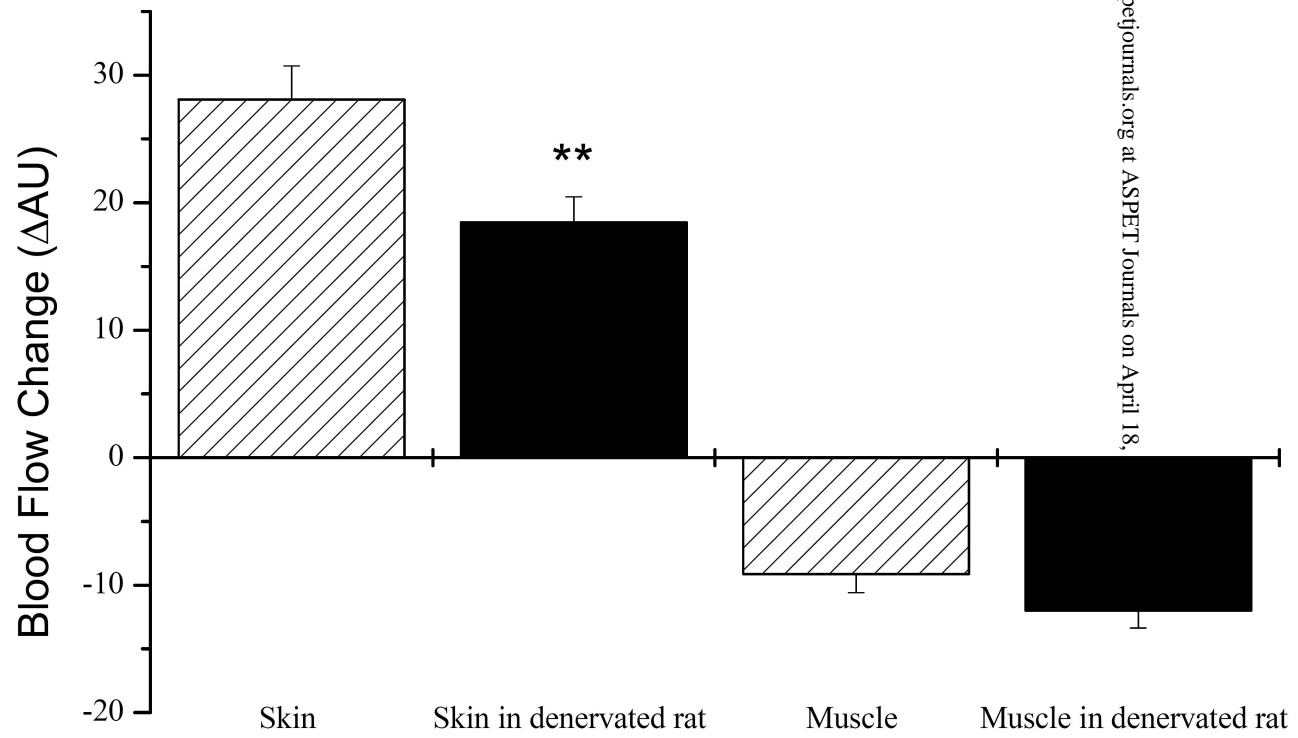 Blood Flow Change (ΔAU)
30
20
10
0
-10
-20
**
Skin
Skin in denervated rat
Muscle
Muscle in denervated rat
petjournals.org at ASPET Journals on April 18,